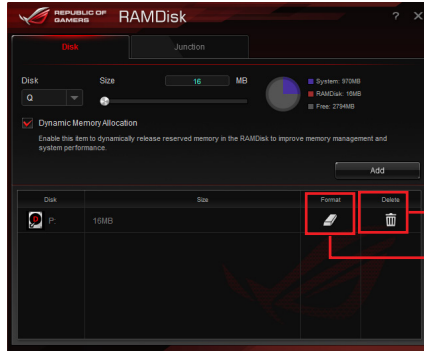 REPUBLIC OF
GAMERS
RAMDisk
?
X
Disk
Junction
Disk
Size
16
MB
System: 970MB
RAMDisk: 16MB
Free: 2794MB
Q
Dynamic Memory Allocation
Enable this item to dynamically release reserved memory in the RAMDisk to improve memory management and
system performance.
Add
Disk
Size
Format
Delete
P:
16MB